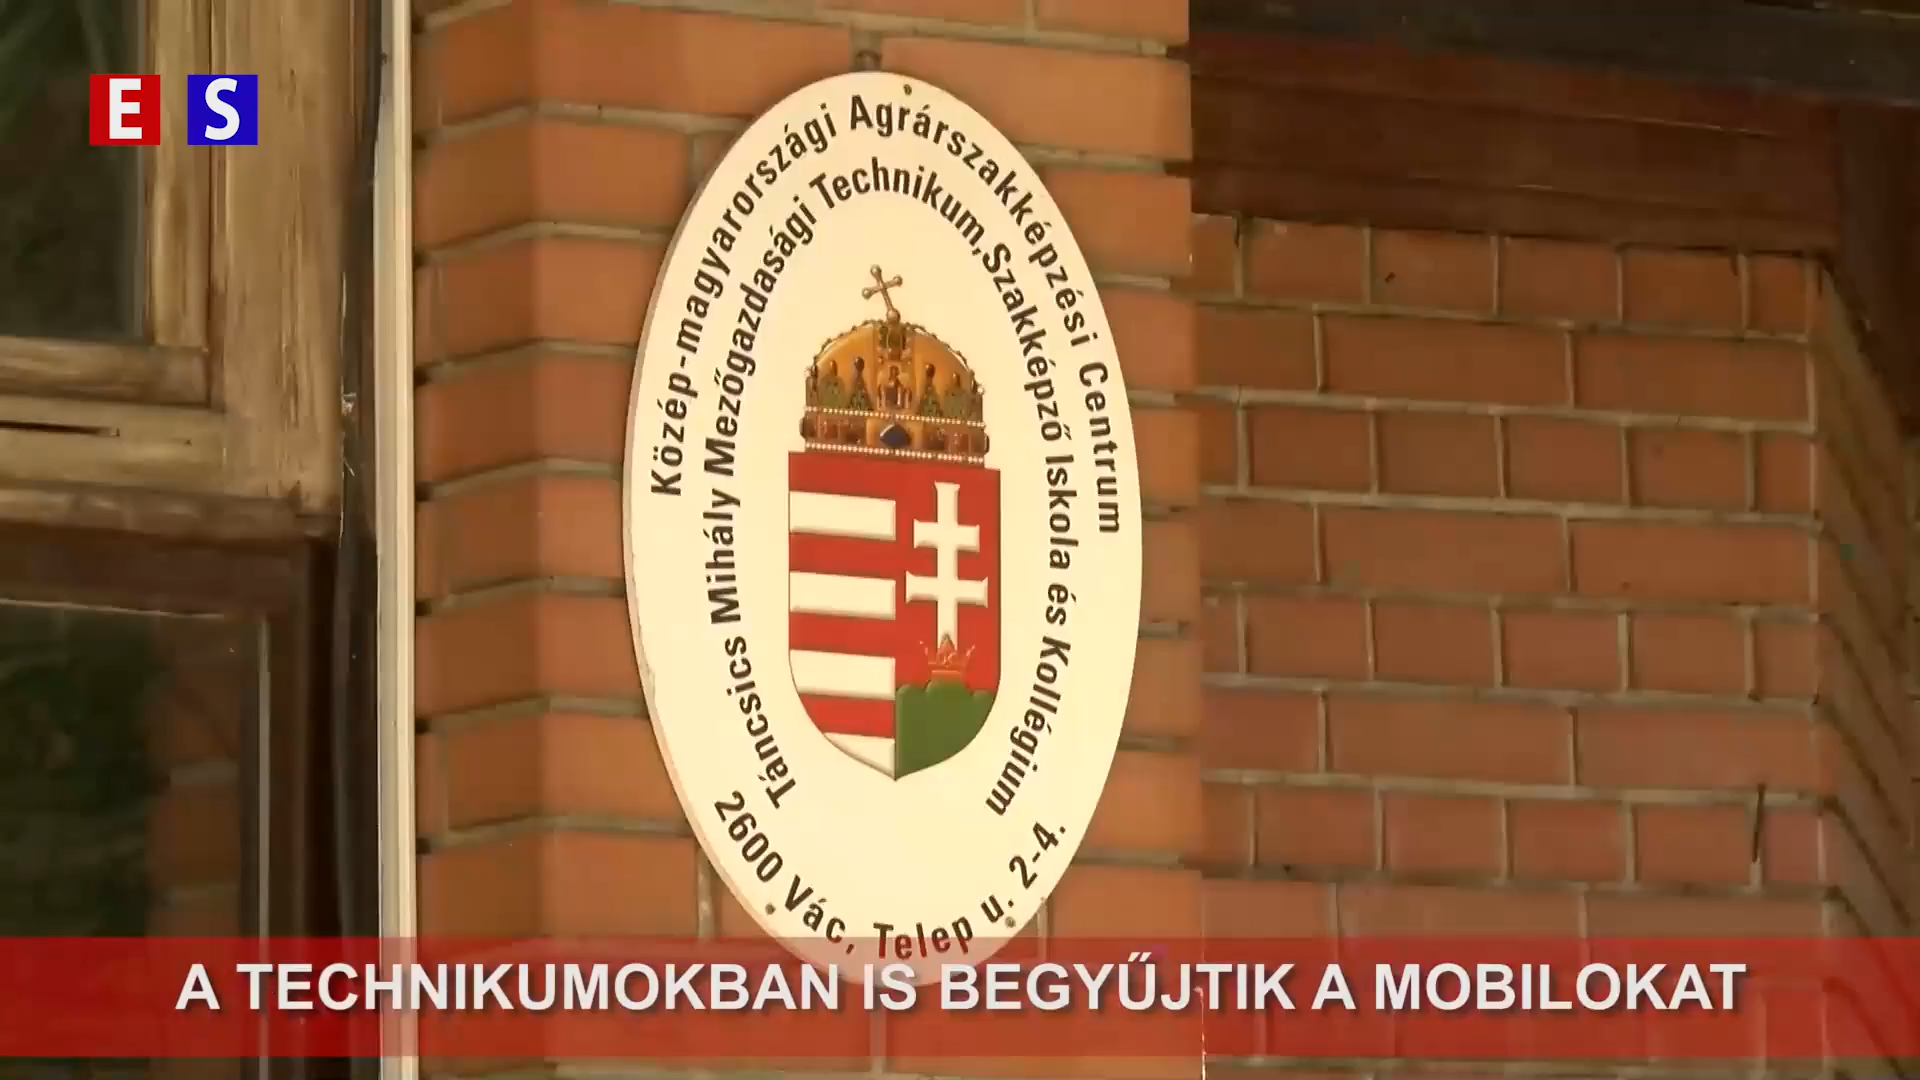 E S
Közép-magyarországi Agrárszakképzési Centrum
Táncsics Mihály Mezőgazdasági Technikum, Szakképző Iskola és Kollégium
2600 Vác, Telep u. 2-4.
A TECHNIKUMOKBAN IS BEGYŰJTIK A MOBILOKAT